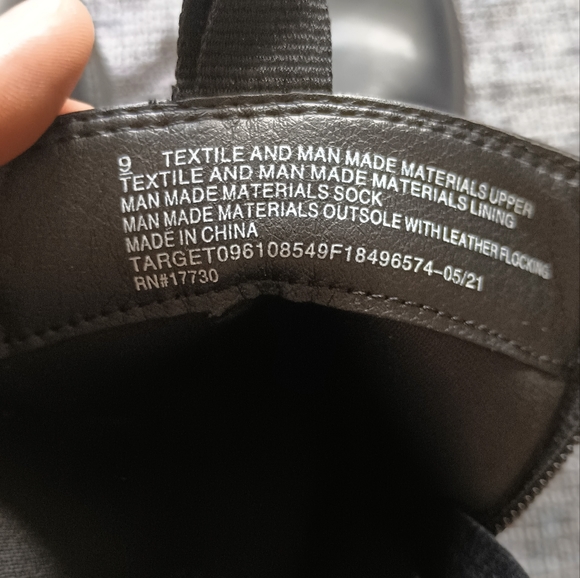 9 TEXTILE AND MAN MADE MATERIALS UPPER
TEXTILE AND MAN MADE MATERIALS LINING
MAN MADE MATERIALS SOCK
MAN MADE MATERIALS OUTSOLE WITH LEATHER FLOCKING
MADE IN CHINA
TARGET096108549F18496574-05/21
RN#17730